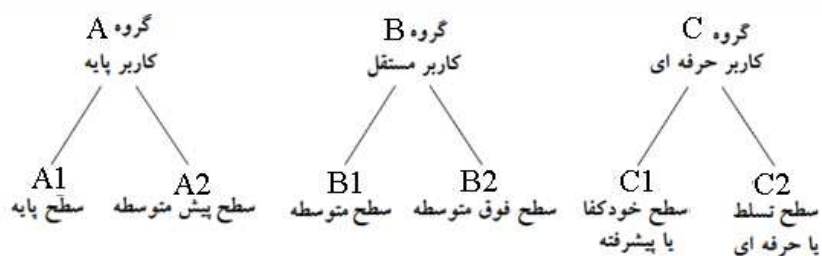 گروه A
کاربر پایه
گروه B
کاربر مستقل
گروه C
کاربر حرفه ای
A1
سطح پایه
A2
سطح پیش متوسطه
B1
سطح متوسطه
B2
سطح فوق متوسطه
C1
سطح خودکفا
یا پیشرفته
C2
سطح تسلط
یا حرفه ای